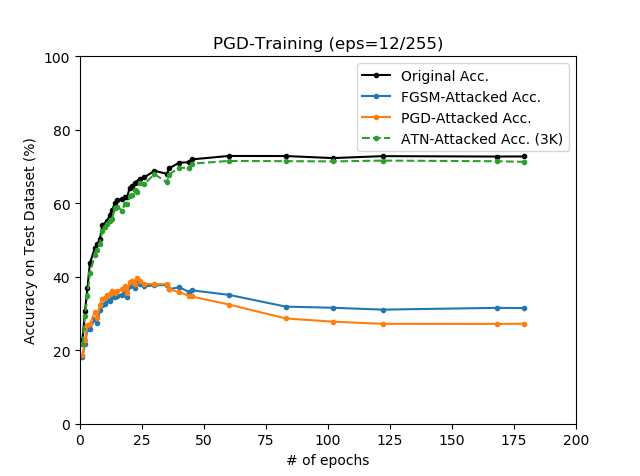 PGD-Training (eps=12/255)
100
80
60
40
20
0
Accuracy on Test Dataset (%)
Original Acc.
FGSM-Attacked Acc.
PGD-Attacked Acc.
ATN-Attacked Acc. (3K)
0 25 50 75 100 125 150 175 200
# of epochs